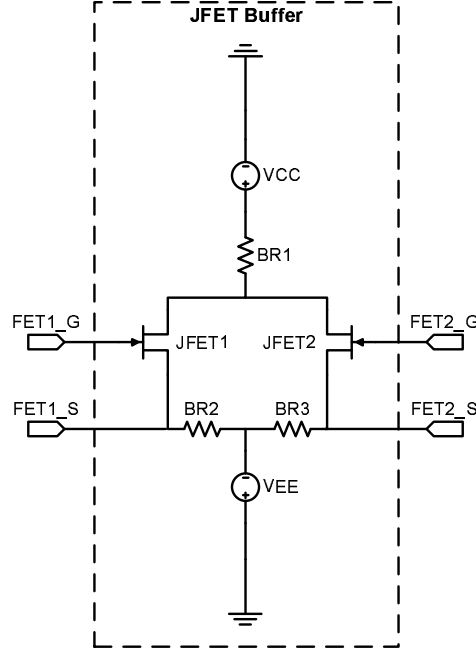 JFET Buffer
VCC
BR1
FET1_G
JFET1
JFET2
FET2_G
FET1_S
BR2
BR3
FET2_S
VEE